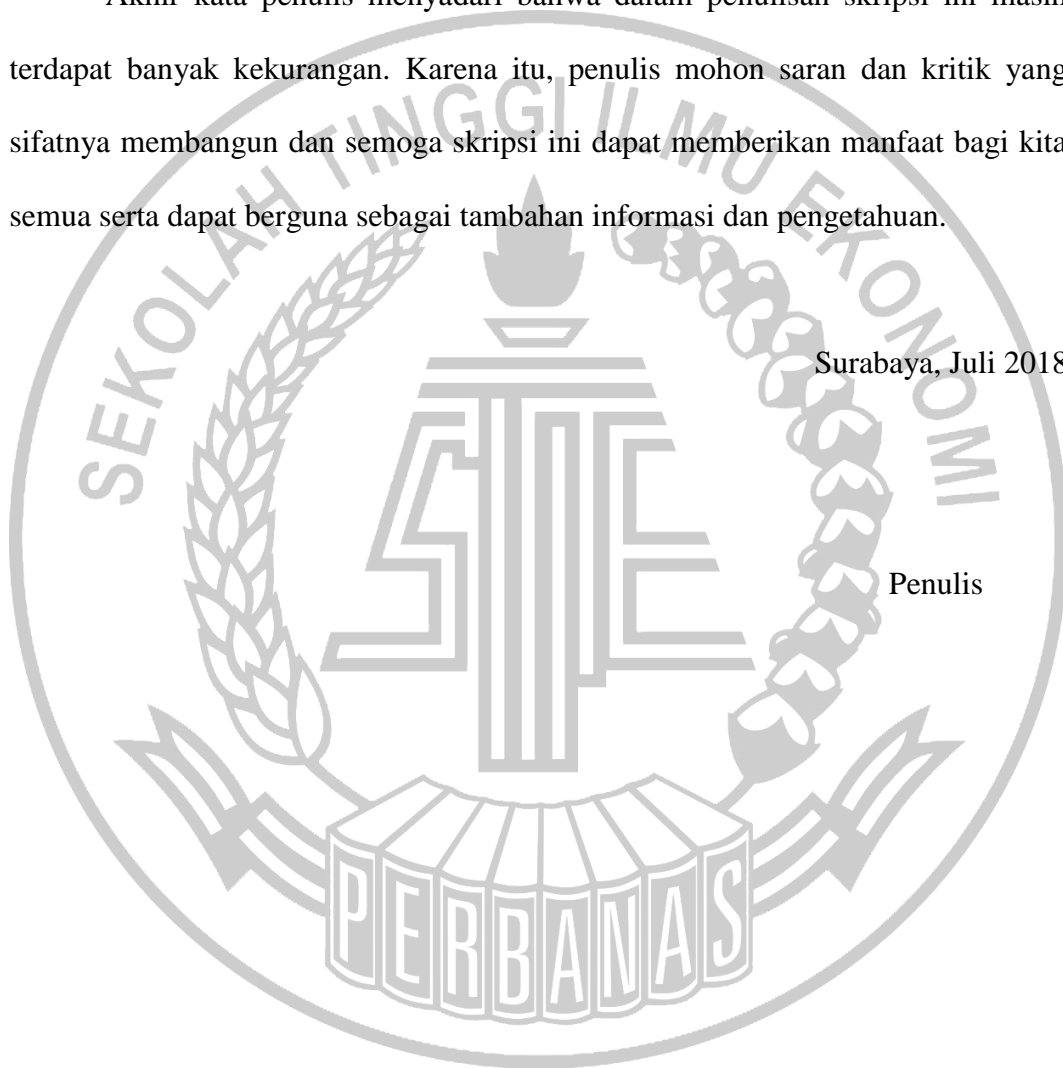 Akhir kata penulis menyadari bahwa dalam penulisan skripsi ini masih
terdapat banyak kekurangan. Karena itu, penulis mohon saran dan kritik yang
sifatnya membangun dan semoga skripsi ini dapat memberikan manfaat bagi kita
semua serta dapat berguna sebagai tambahan informasi dan pengetahuan.
SEKOLAH TINGGI ILMU EKONOMI
Surabaya, Juli 2018
STIE
Penulis
PERBANAS